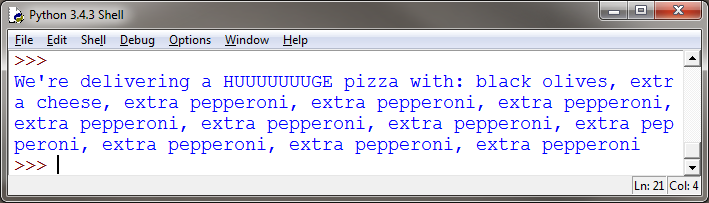 Python 3.4.3 Shell
File Edit Shell Debug Options Window Help
>>>
We're delivering a HUUUUUUUGE pizza with: black olives, extr
a cheese, extra pepperoni, extra pepperoni, extra pepperoni,
extra pepperoni, extra pepperoni, extra pepperoni, extra pep
peroni, extra pepperoni, extra pepperoni, extra pepperoni
>>>
Ln: 21 Col: 4